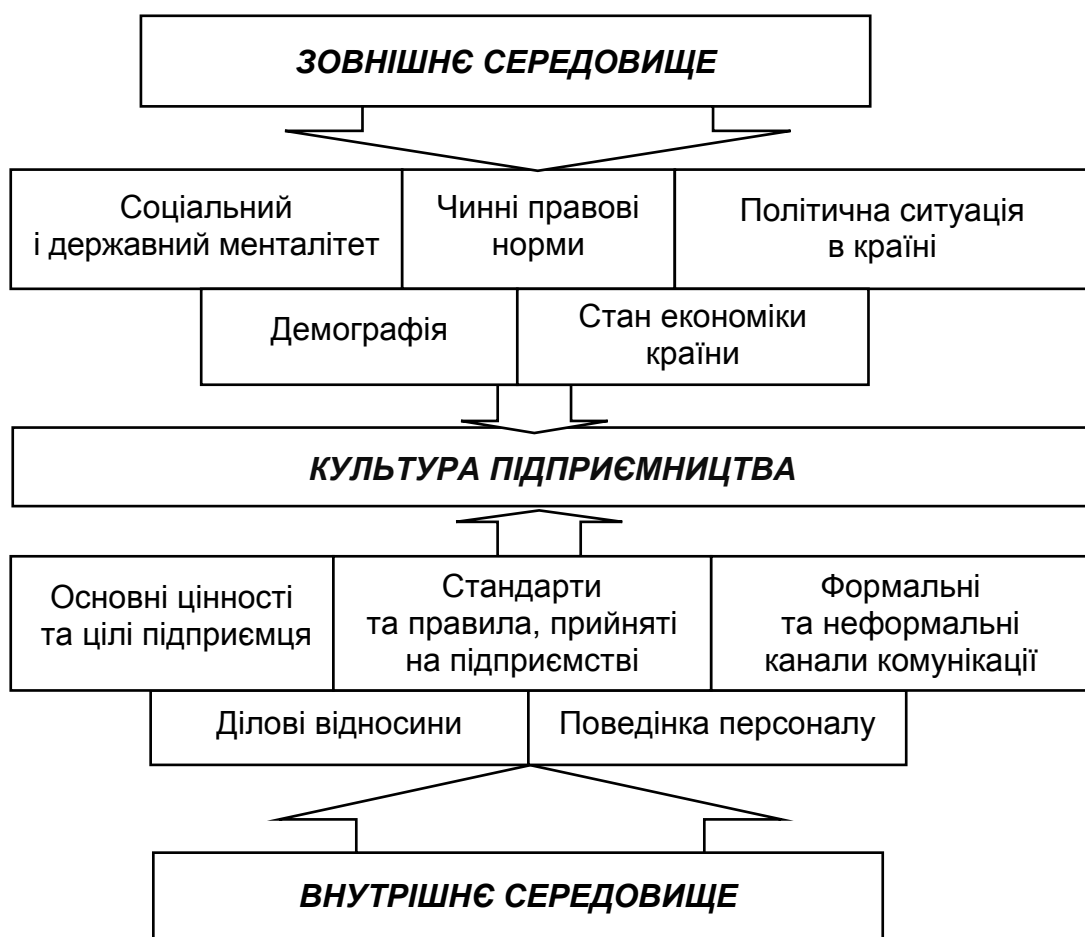 ЗОВНІШНЄ СЕРЕДОВИЩЕ
Соціальний
і державний менталітет
Чинні правові
норми
Політична ситуація
в країні
Демографія
Стан економіки
країни
КУЛЬТУРА ПІДПРИЄМНИЦТВА
Основні цінності
та цілі підприємця
Стандарти
та правила, прийняті
на підприємстві
Формальні
та неформальні
канали комунікації
Ділові відносини
Поведінка персоналу
ВНУТРІШНЄ СЕРЕДОВИЩЕ